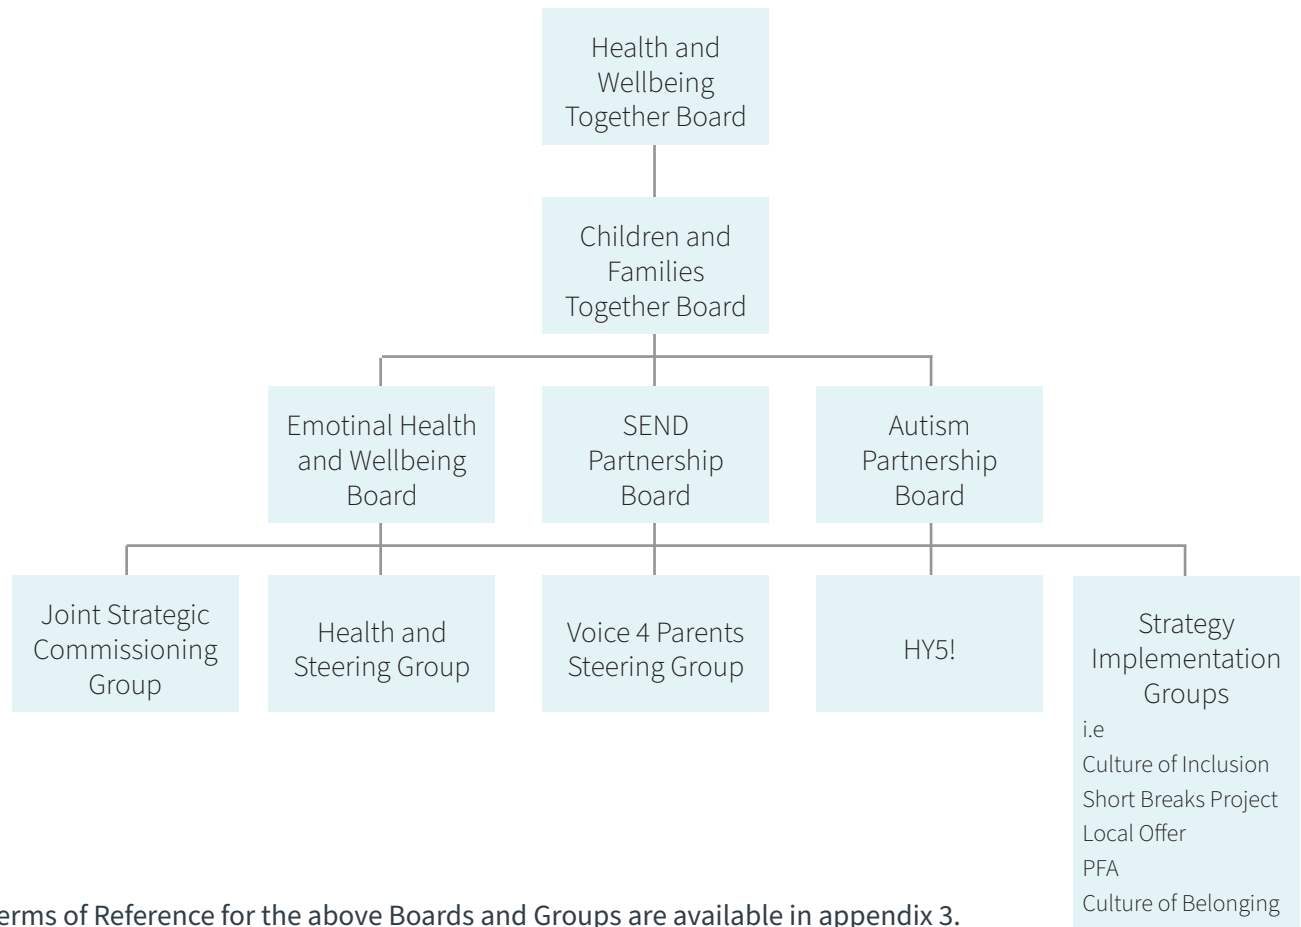 Health and
Wellbeing
Together Board
Children and
Families
Together Board
Emotinal Health
and Wellbeing
Board
SEND
Partnership
Board
Autism
Partnership
Board
Joint Strategic
Commissioning
Group
Health and
Steering Group
Voice 4 Parents
Steering Group
HY5!
Strategy
Implementation
Groups
i.e
Culture of Inclusion
Short Breaks Project
Local Offer
PFA
Culture of Belonging
erms of Reference for the above Boards and Groups are available in appendix 3.